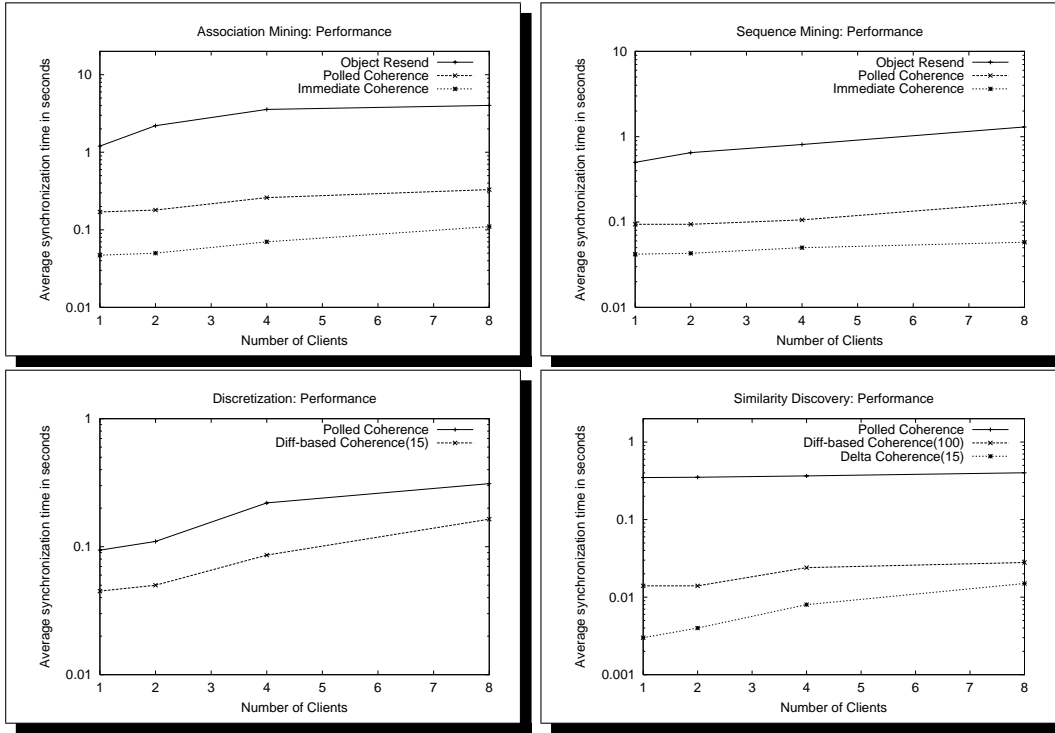 Association Mining: Performance
Average synchronization time in seconds
10
1
0.1
0.01
Object Resend
Polled Coherence
Immediate Coherence
1 2 3 4 5 6 7 8
Number of Clients
Sequence Mining: Performance
Average synchronization time in seconds
10
1
0.1
0.01
Object Resend
Polled Coherence
Immediate Coherence
1 2 3 4 5 6 7 8
Number of Clients
Discretization: Performance
Average synchronization time in seconds
1
0.1
0.01
Polled Coherence
Diff-based Coherence(15)
1 2 3 4 5 6 7 8
Number of Clients
Similarity Discovery: Performance
Average synchronization time in seconds
1
0.1
0.01
0.001
Polled Coherence
Diff-based Coherence(100)
Delta Coherence(15)
1 2 3 4 5 6 7 8
Number of Clients